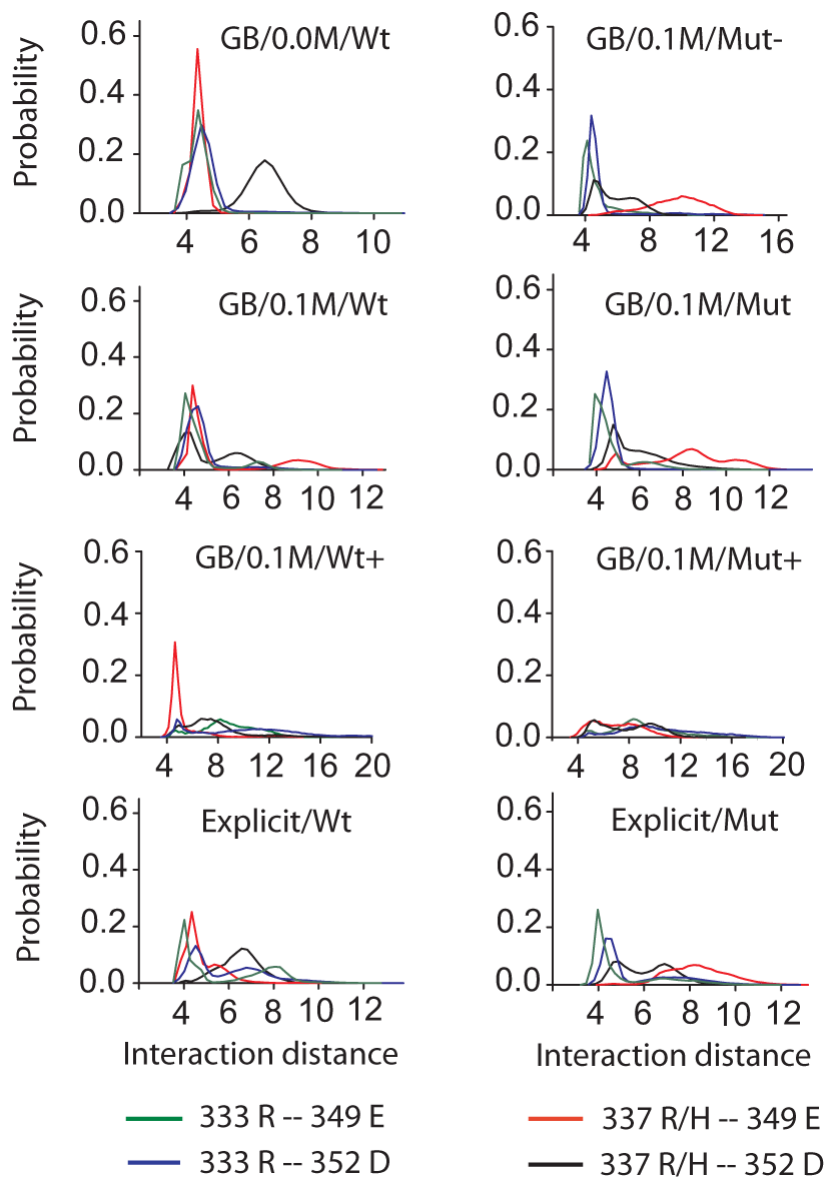 GB/0.0M/Wt
Probability
0.6
0.4
0.2
0.0
4 6 8 10
GB/0.1M/Mut-
0.6
0.4
0.2
0.0
4 8 12 16
GB/0.1M/Wt
Probability
0.6
0.4
0.2
0.0
4 6 8 10 12
GB/0.1M/Mut
0.6
0.4
0.2
0.0
4 6 8 10 12
GB/0.1M/Wt+
Probability
0.6
0.4
0.2
0.0
4 8 12 16 20
GB/0.1M/Mut+
0.6
0.4
0.2
0.0
4 8 12 16 20
Explicit/Wt
Probability
0.6
0.4
0.2
0.0
4 6 8 10 12
Interaction distance
Explicit/Mut
0.6
0.4
0.2
0.0
4 6 8 10 12
Interaction distance
333 R -- 349 E
333 R -- 352 D
337 R/H -- 349 E
337 R/H -- 352 D